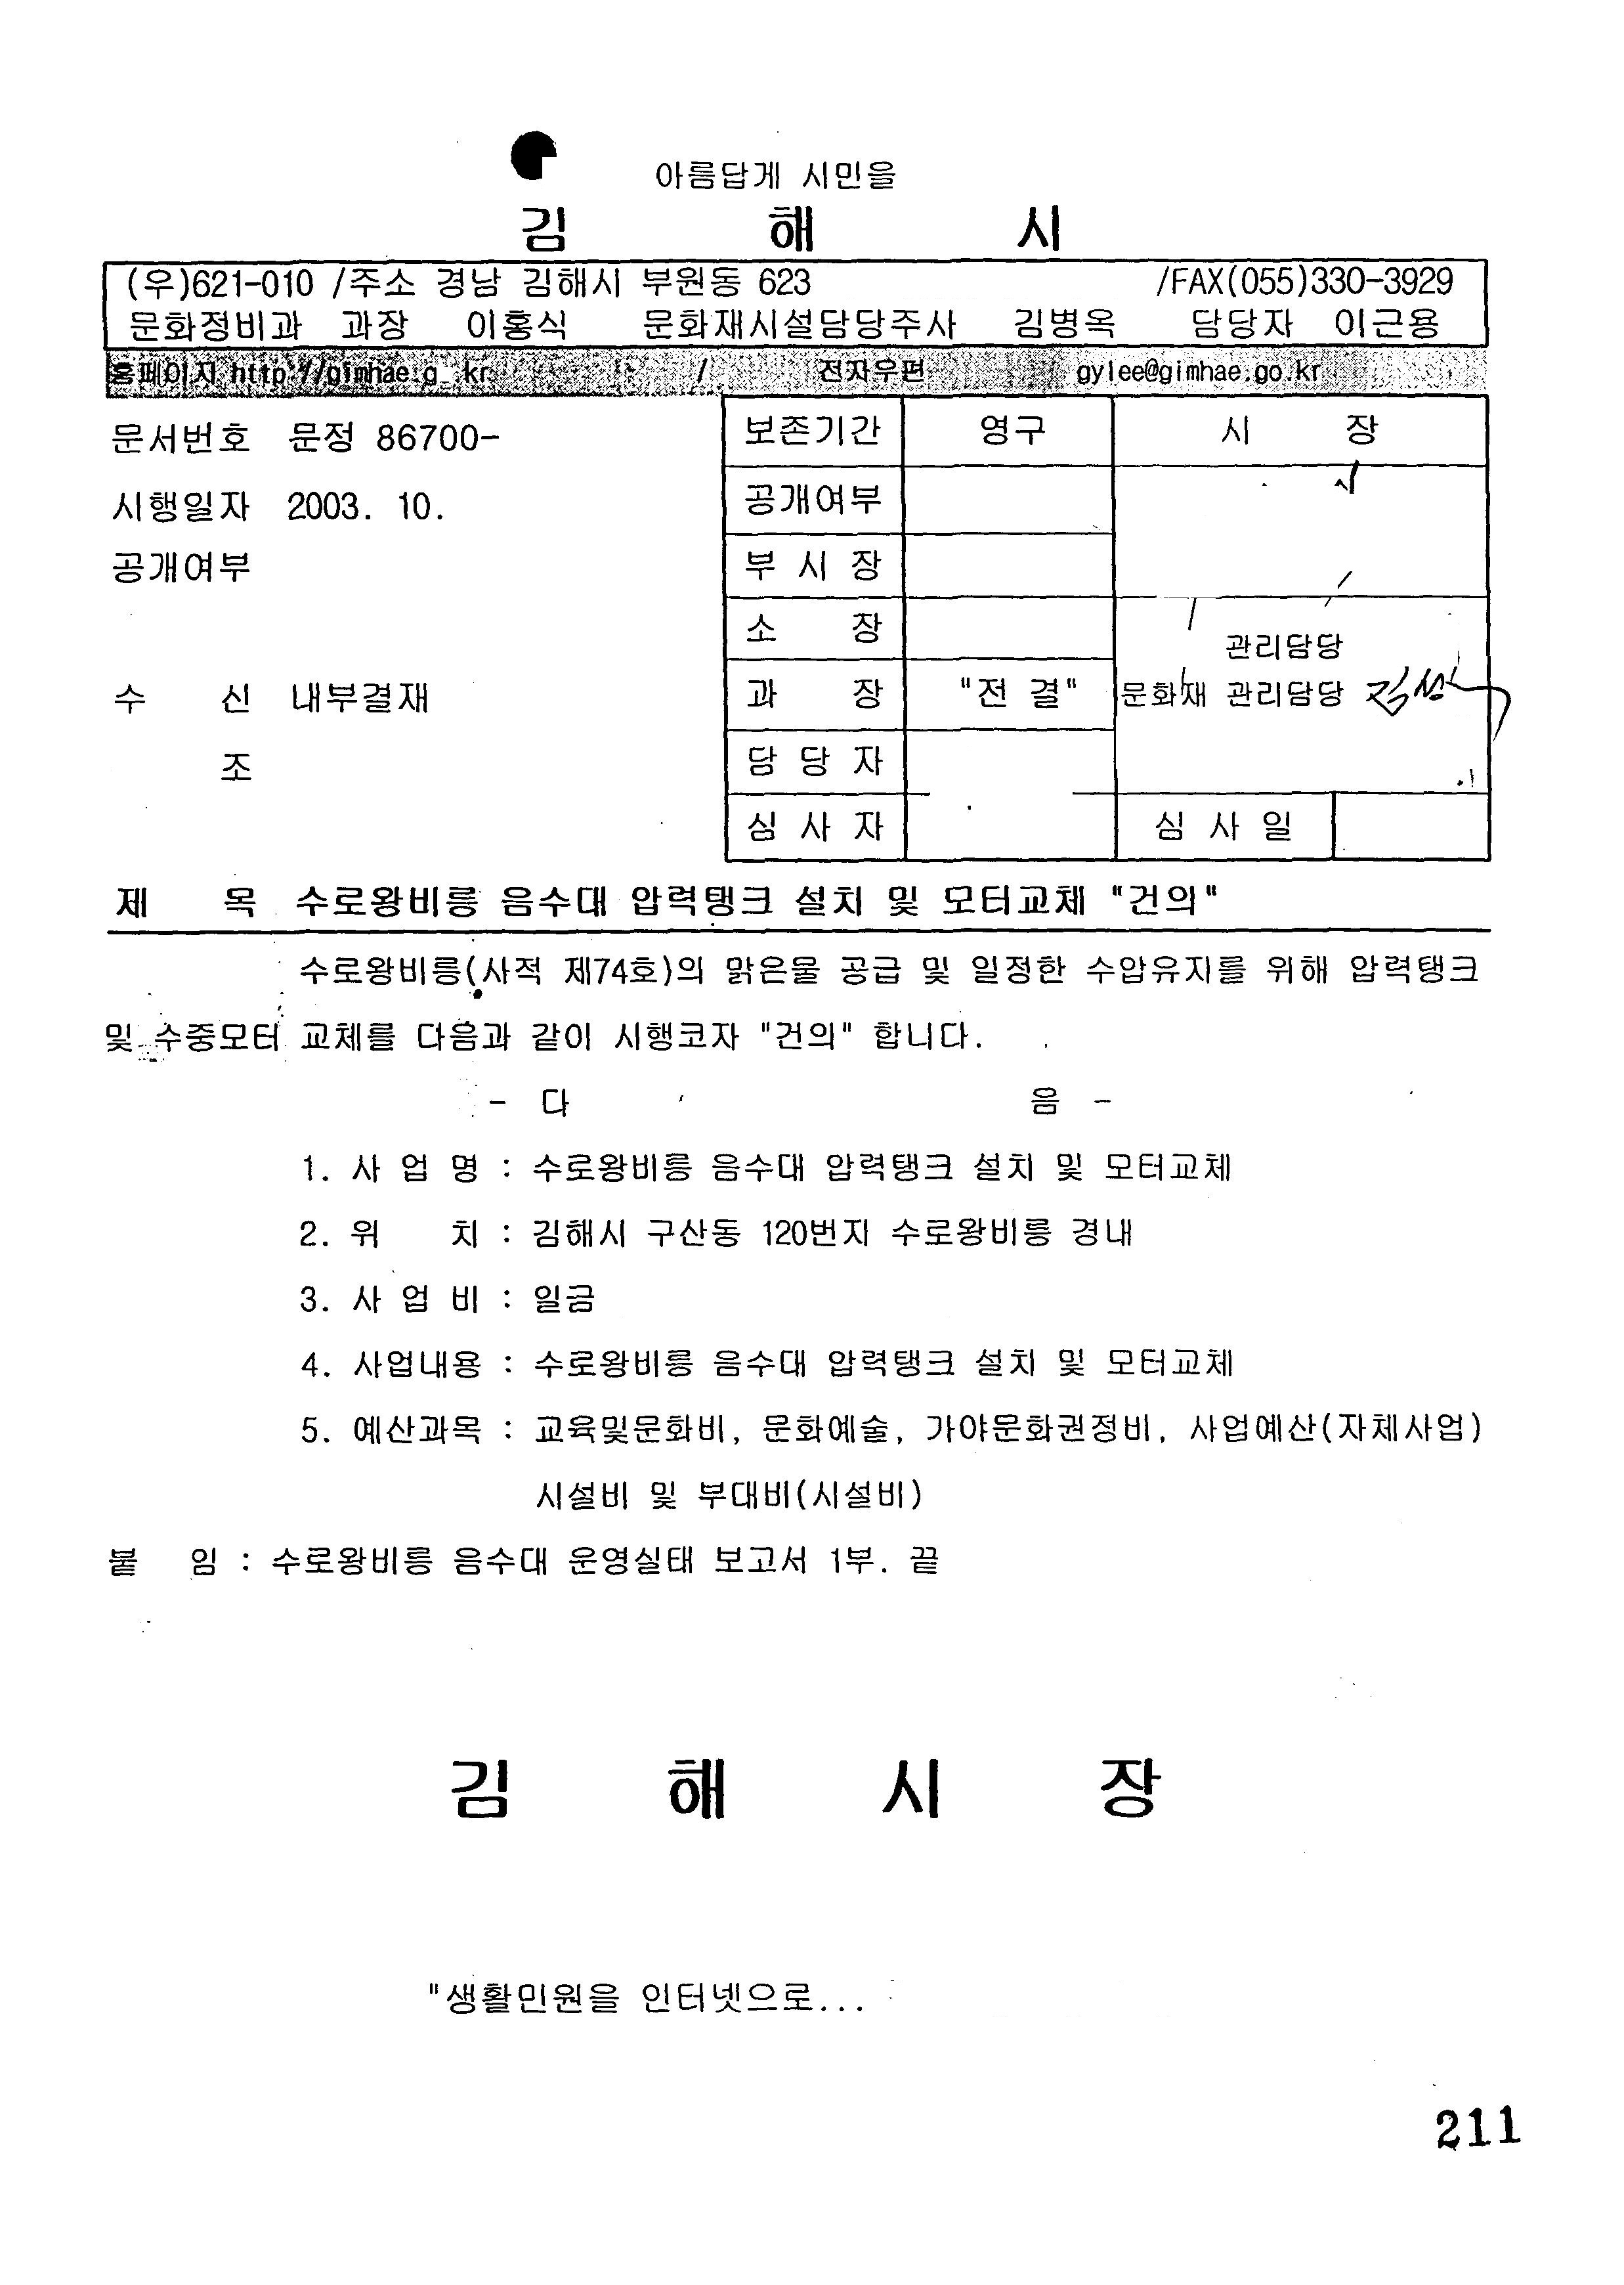 아름답게 시민을
김 해 시
(우)621-010 /주소 경남 김해시 부원동 623 /FAX(055)330-3929
문화정비과 과장 이홍식 문화재시설담당주사 김병옥 담당자 이근용
홈페이지 http://gimhae.g .kr / 전자우편 gylee@gimhae.go.kr
문서번호 문정 86700-
시행일자 2003. 10.
공개여부
수 신 내부결재
조
보존기간 영구 시 장
공개여부
부 시 장
소 장
관리담당
과 장 "전 결" 문화재 관리담당
담 당 자
심 사 자 심 사 일
제 목 수로왕비릉 음수대 압력탱크 설치 및 모터교체 "건의"
수로왕비릉(사적 제74호)의 맑은물 공급 및 일정한 수압유지를 위해 압력탱크
및 수중모터 교체를 다음과 같이 시행코자 "건의" 합니다.
- 다 음 -
1. 사 업 명 : 수로왕비릉 음수대 압력탱크 설치 및 모터교체
2. 위 치 : 김해시 구산동 120번지 수로왕비릉 경내
3. 사 업 비 : 일금
4. 사업내용 : 수로왕비릉 음수대 압력탱크 설치 및 모터교체
5. 예산과목 : 교육및문화비, 문화예술, 가야문화권정비, 사업예산(자체사업)
시설비 및 부대비(시설비)
붙 임 : 수로왕비릉 음수대 운영실태 보고서 1부. 끝
김 해 시 장
"생활민원을 인터넷으로...
211